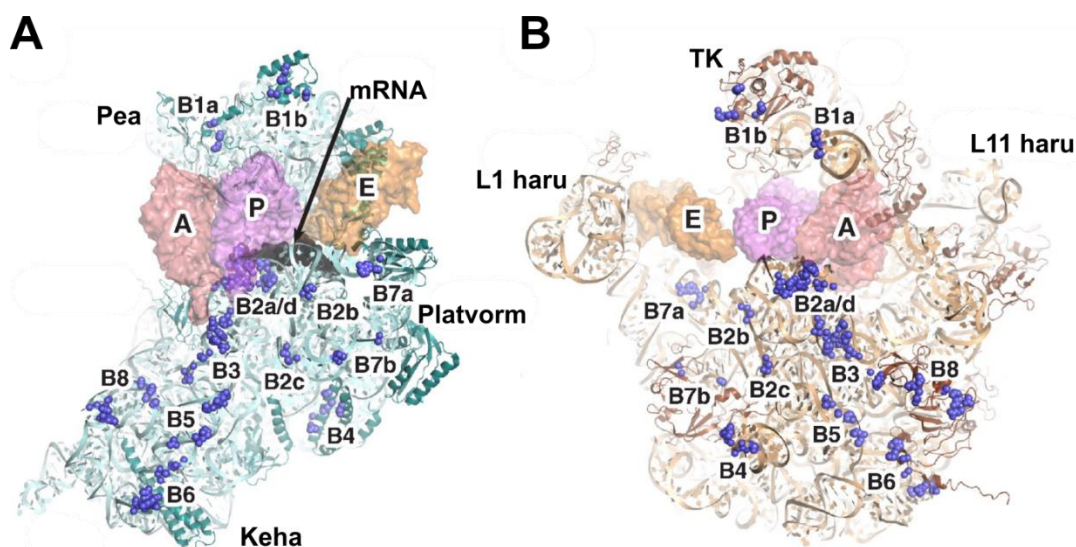 A
Pea
B1a
B1b
mRNA
A
P
E
B2a/d
B2b
B7a
Platvorm
B3
B2c
B7b
B8
B5
B4
B6
Keha
B
TK
B1b
B1a
L1 haru
L11 haru
E
P
A
B7a
B2a/d
B2b
B7b
B2c
B3
B8
B5
B4
B6